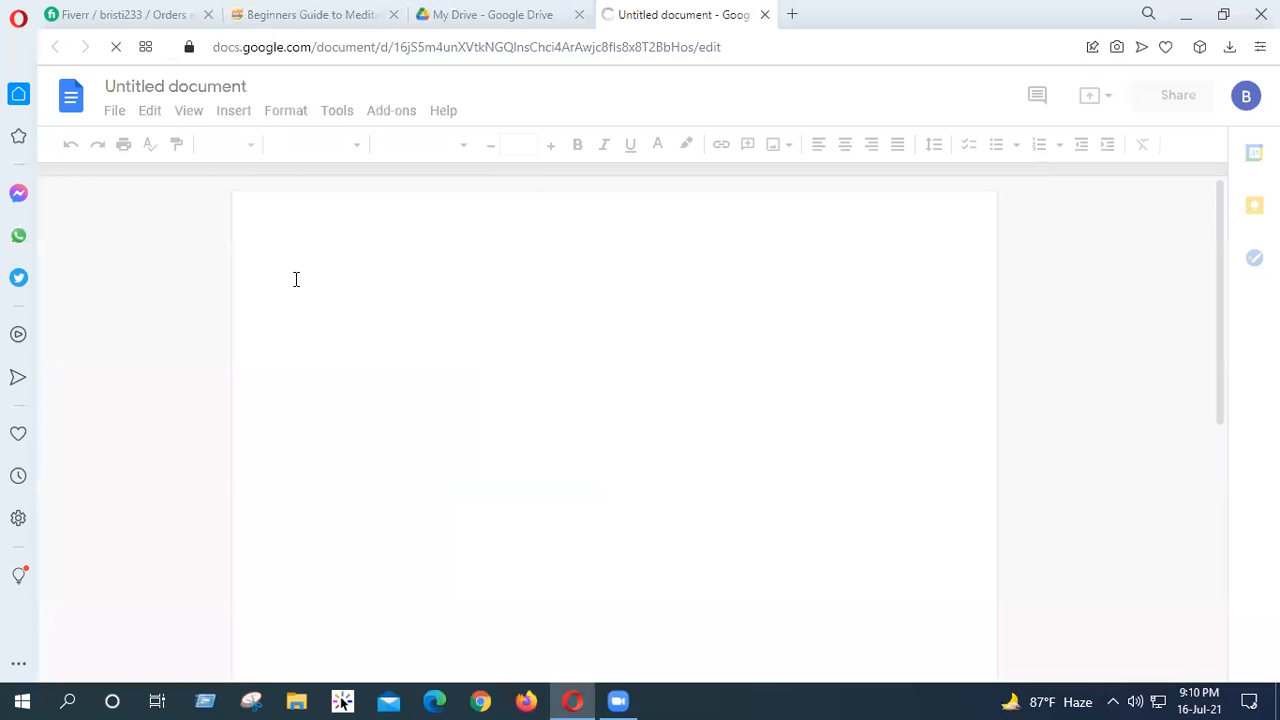 Fiverr / bristi233 / Orders
Beginners Guide to Medita
My Drive - Google Drive
Untitled document - Goog
docs.google.com/document/d/16jS5m4unXVtkNGQlnsChci4ArAwjc8fls8x8T2BbHos/edit
Untitled document
File Edit View Insert Format Tools Add-ons Help
Share
B
87°F Haze
9:10 PM
16-Jul-21